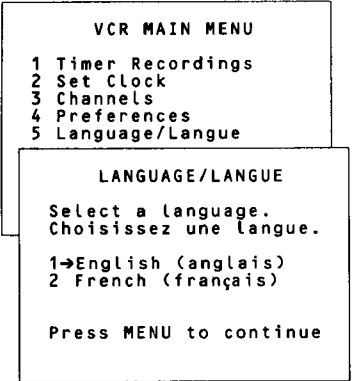 VCR MAIN MENU
1 Timer Recordings
2 Set Clock
3 Channels
4 Preferences
5 Language/Langue
LANGUAGE/LANGUE
Select a language.
Choisissez une langue.
1→English (anglais)
2 French (français)
Press MENU to continue